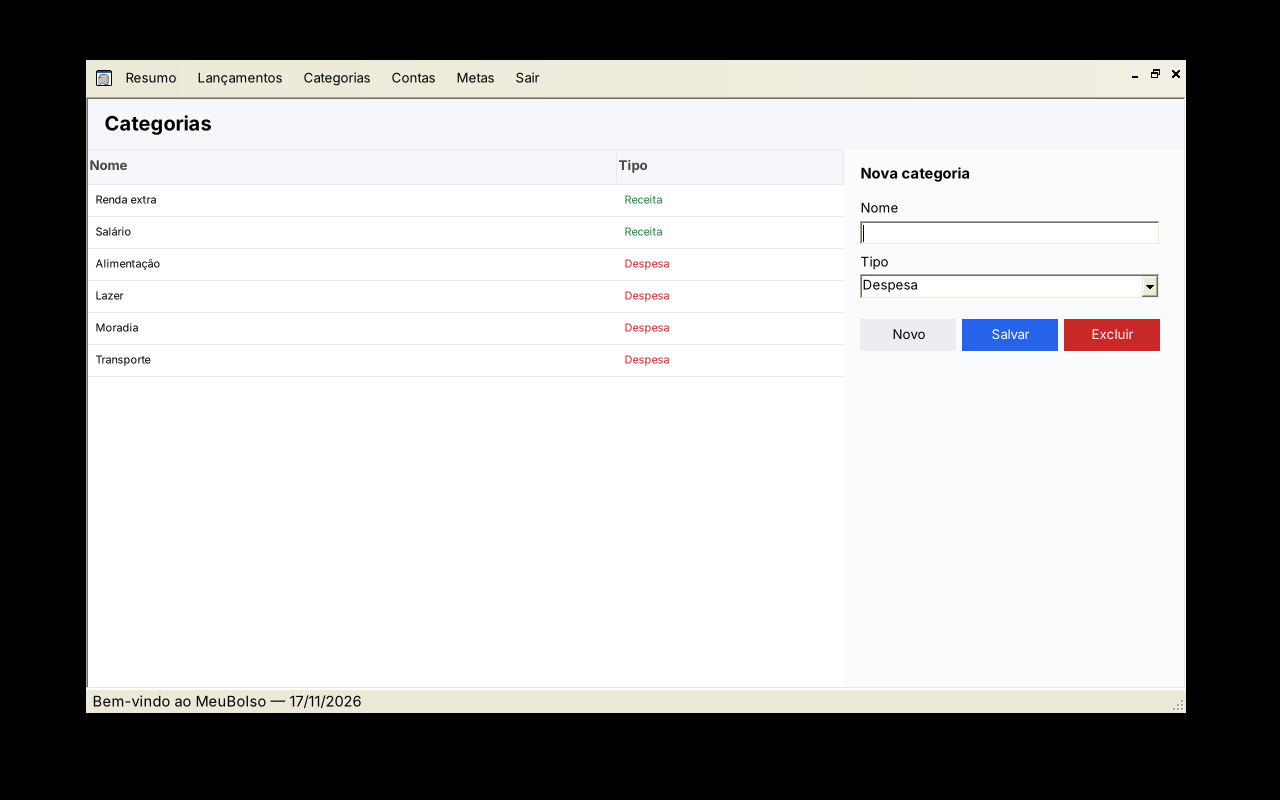 Resumo Lançamentos Categorias Contas Metas Sair
Categorias
Nome Tipo
Renda extra Receita
Salário Receita
Alimentação Despesa
Lazer Despesa
Moradia Despesa
Transporte Despesa
Nova categoria
Nome
Tipo
Despesa
Novo Salvar Excluir
Bem-vindo ao MeuBolso — 17/11/2026